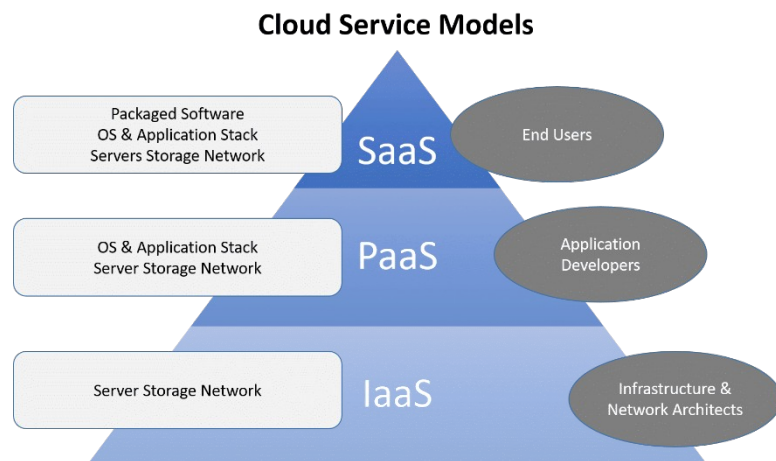 Cloud Service Models
Packaged Software
OS & Application Stack
Servers Storage Network
SaaS
End Users
OS & Application Stack
Server Storage Network
PaaS
Application
Developers
Server Storage Network
IaaS
Infrastructure &
Network Architects